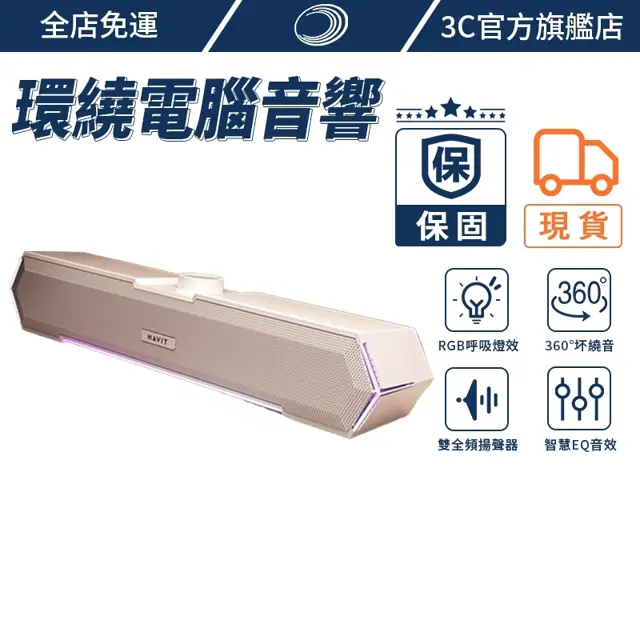 全店免運
3C官方旗艦店
環繞電腦音響
保
保固
現貨
HAVIT
RGB呼吸燈效
360°
360°坏繞音
雙全頻揚聲器
智慧EQ音效